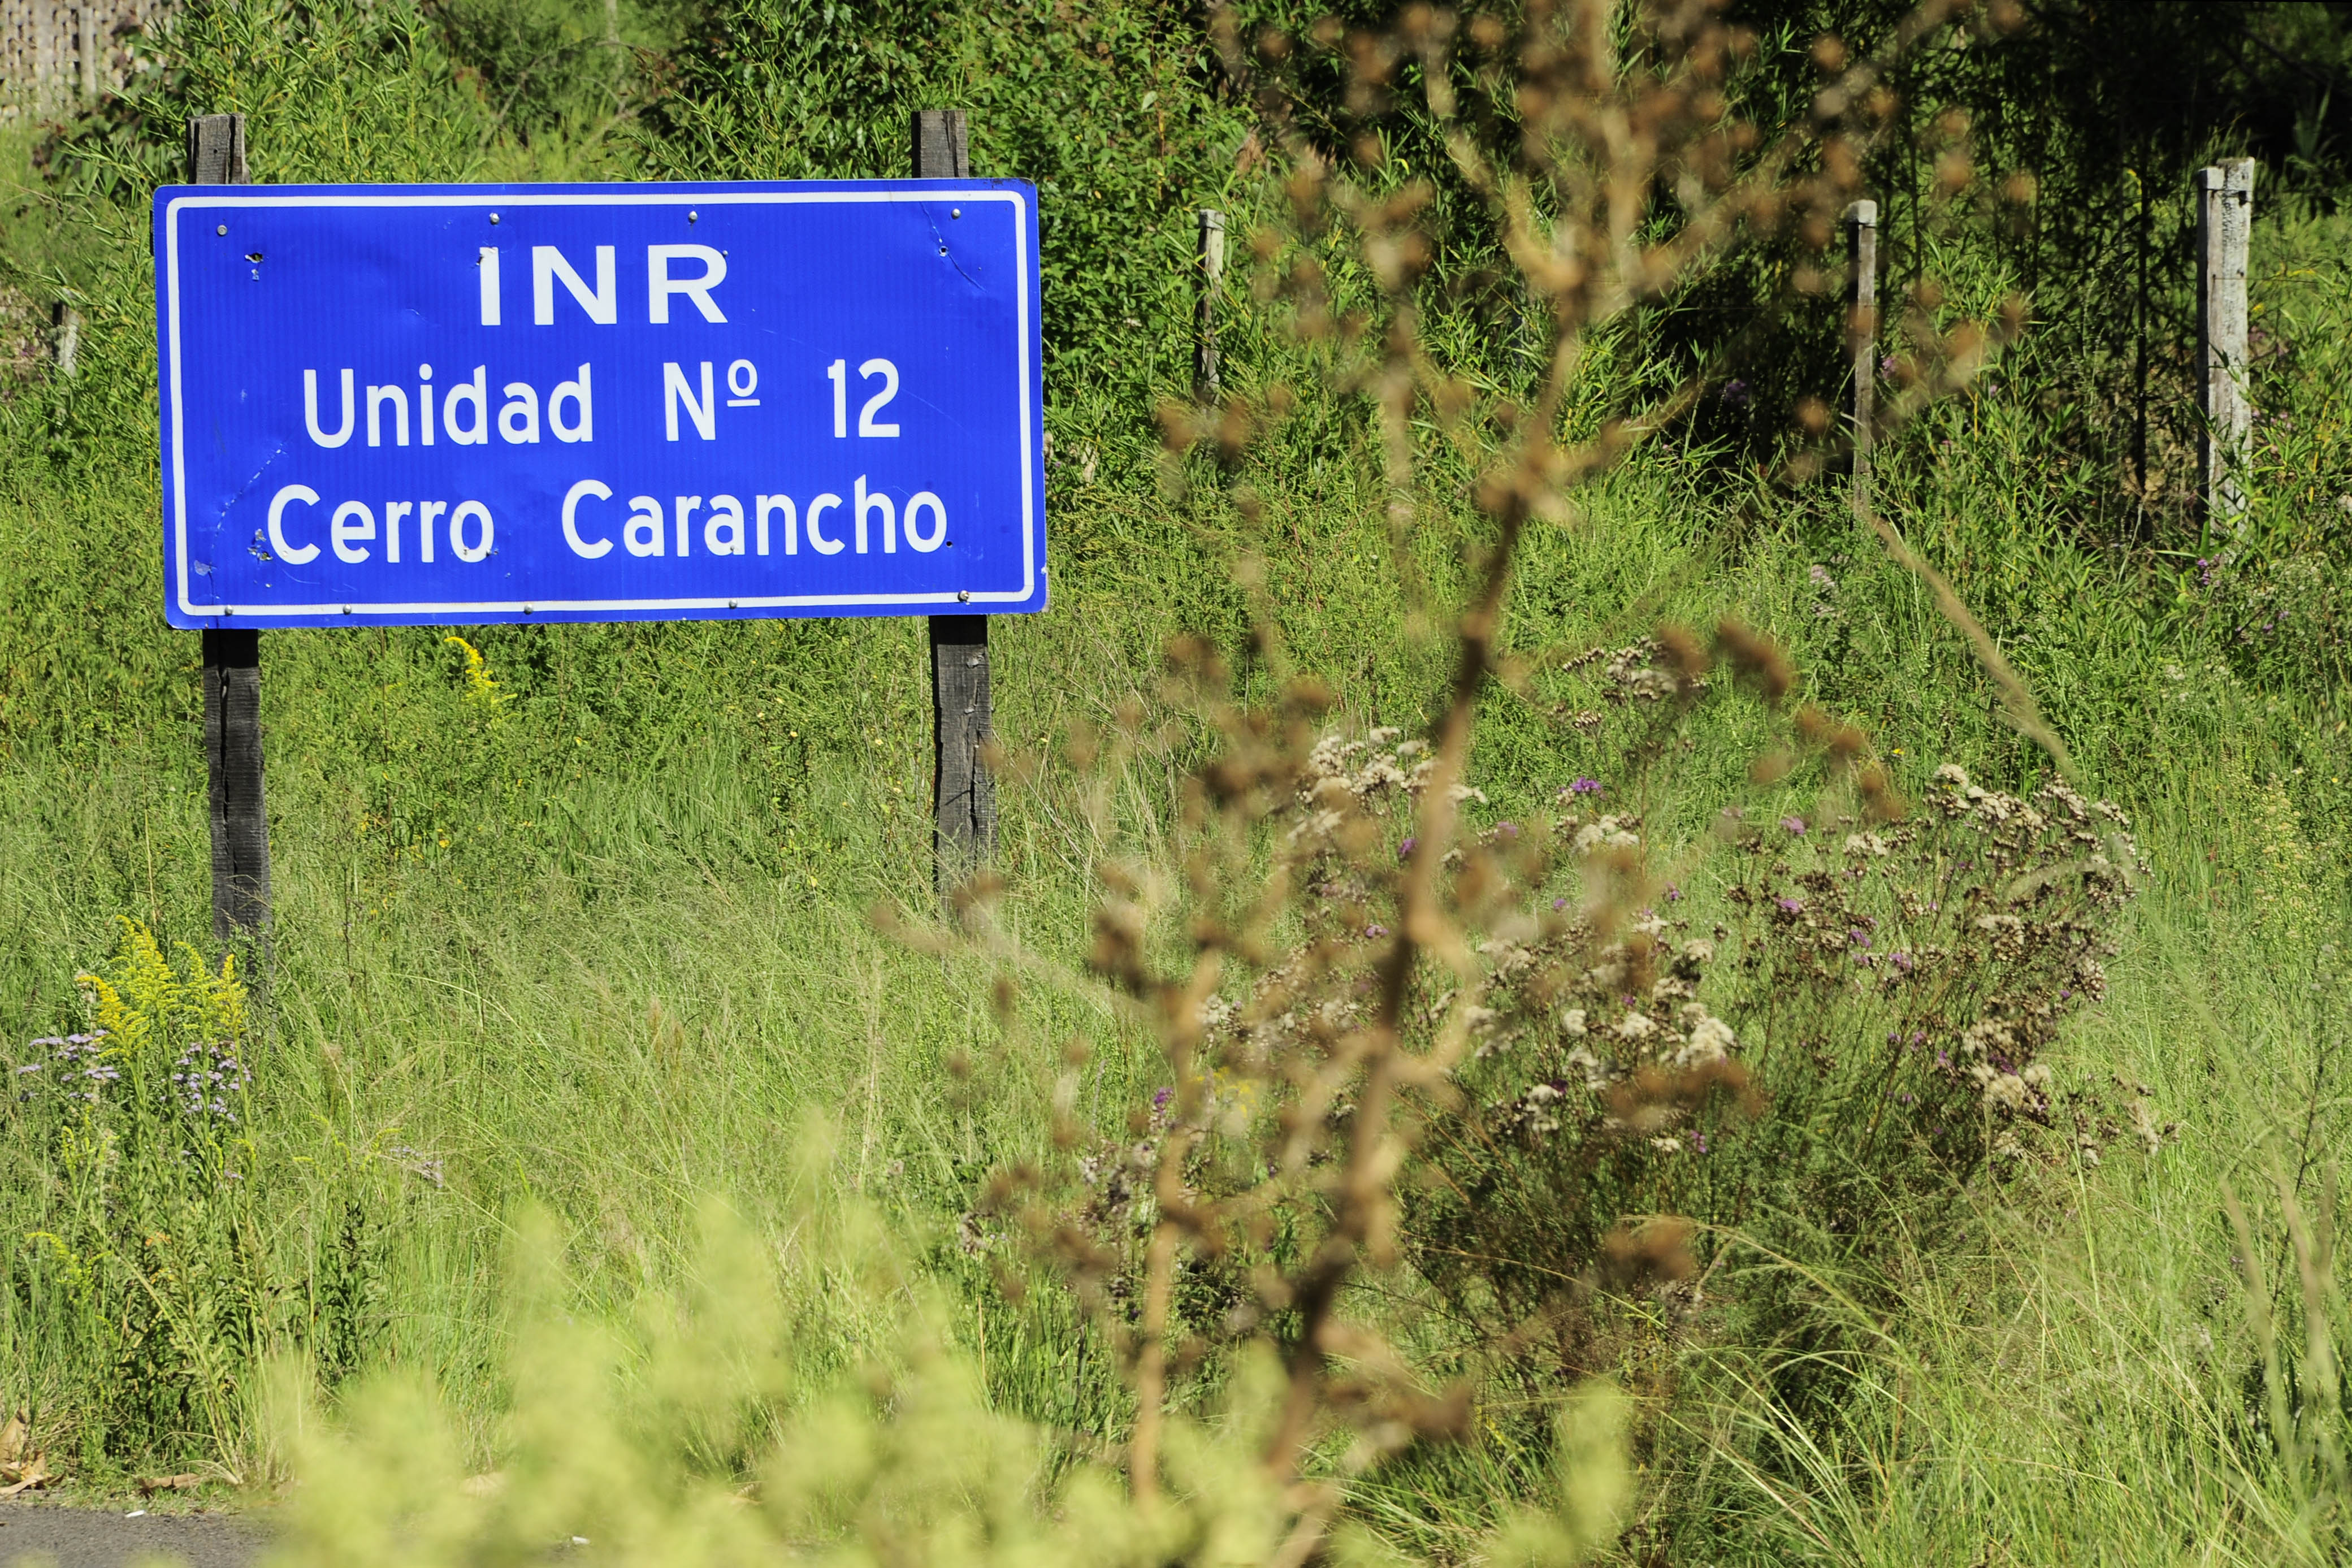 INR
Unidad Nº 12
Cerro Carancho